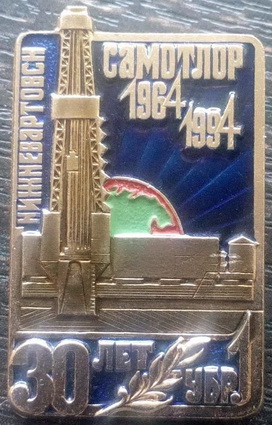 НИЖНЕВАРТОВСК
САМОТЛОР
1964
1994
30 ЛЕТ УБР 1